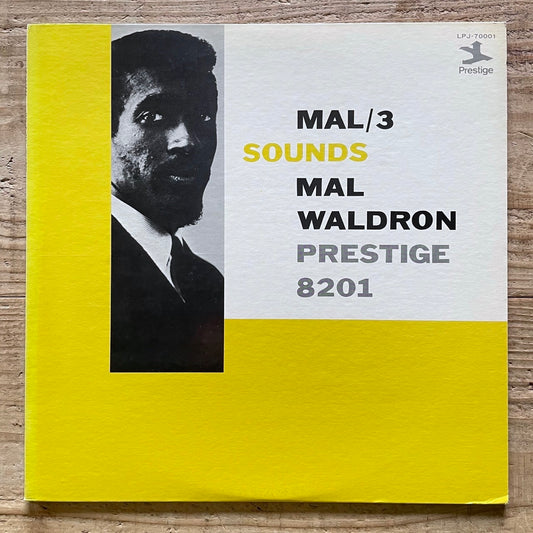 LPJ-70001
Prestige
MAL/3
SOUNDS
MAL
WALDRON
PRESTIGE
8201